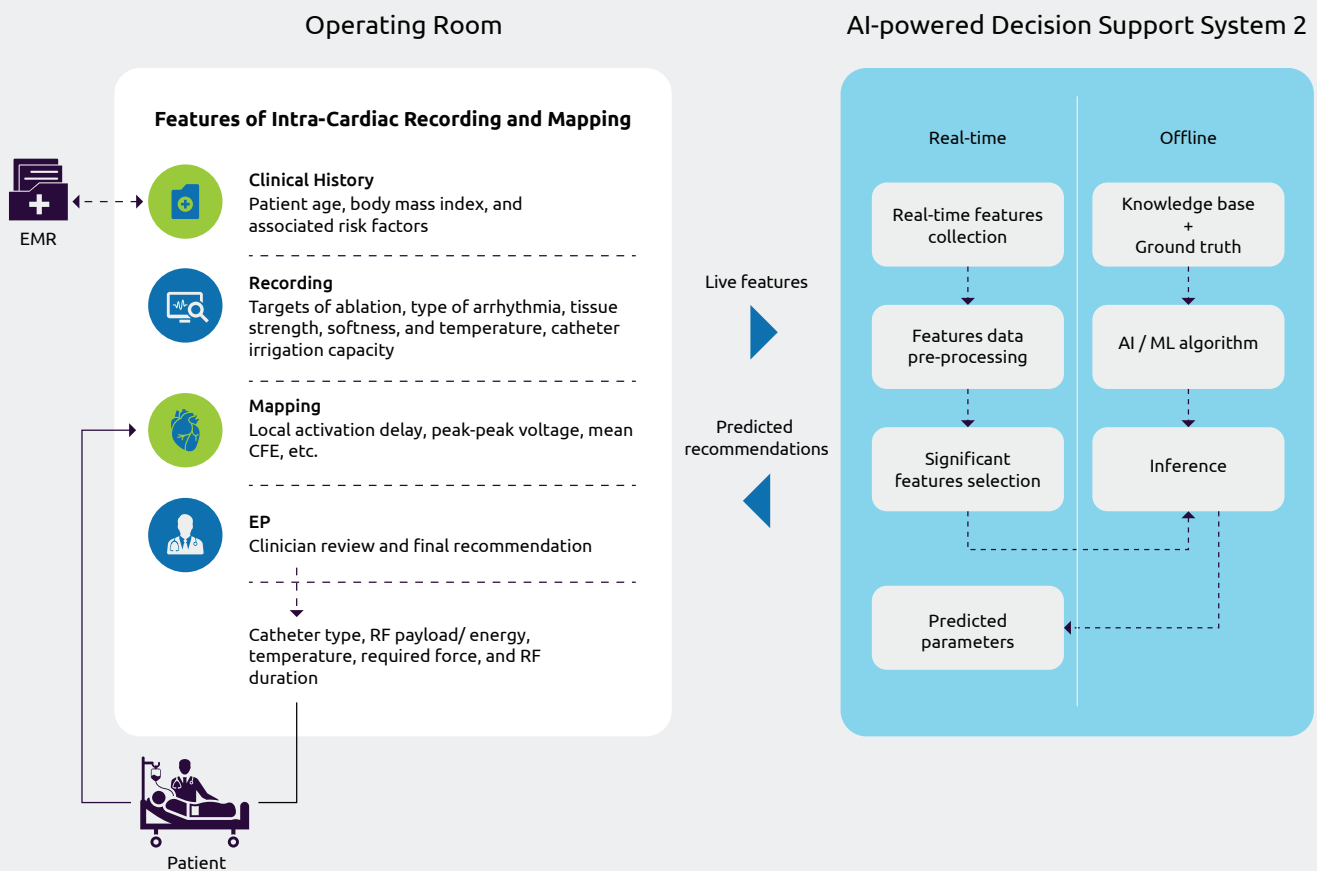 Operating Room
AI-powered Decision Support System 2
Features of Intra-Cardiac Recording and Mapping
EMR
Clinical History
Patient age, body mass index, and
associated risk factors
Recording
Targets of ablation, type of arrhythmia, tissue
strength, softness, and temperature, catheter
irrigation capacity
Mapping
Local activation delay, peak-peak voltage, mean
CFE, etc.
EP
Clinician review and final recommendation
Catheter type, RF payload/ energy,
temperature, required force, and RF
duration
Patient
Live features
Predicted
recommendations
Real-time
Real-time features
collection
Features data
pre-processing
Significant
features selection
Predicted
parameters
Offline
Knowledge base
+
Ground truth
AI / ML algorithm
Inference